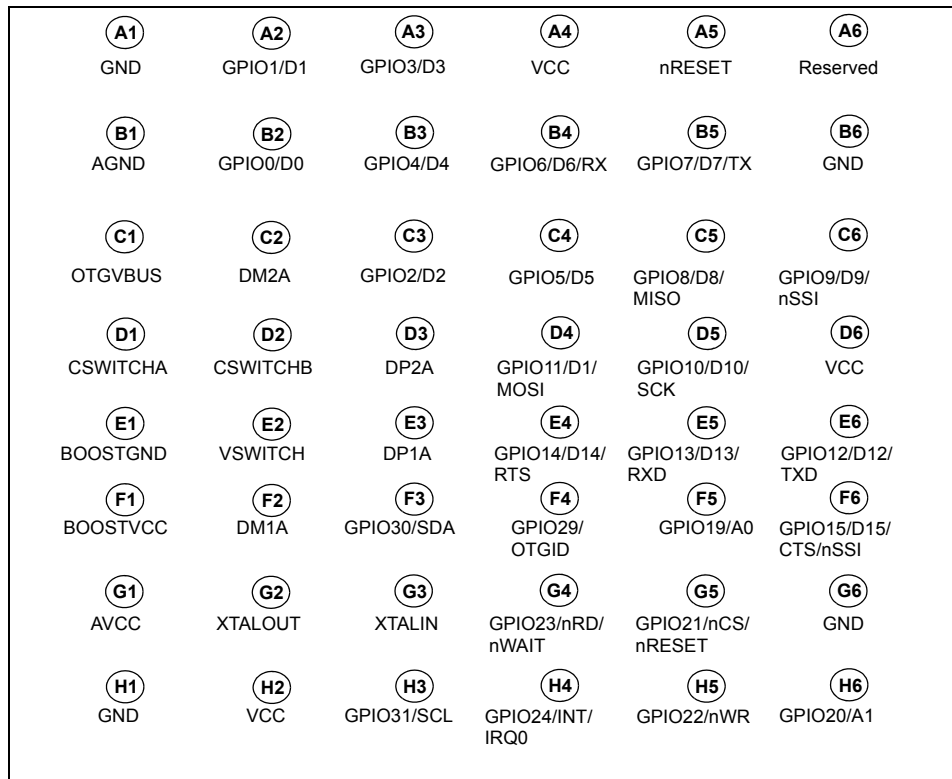 A1 A2 A3 A4 A5 A6
GND GPIO1/D1 GPIO3/D3 VCC nRESET Reserved
B1 B2 B3 B4 B5 B6
AGND GPIO0/D0 GPIO4/D4 GPIO6/D6/RX GPIO7/D7/TX GND
C1 C2 C3 C4 C5 C6
OTGVBUS DM2A GPIO2/D2 GPIO5/D5 GPIO8/D8/ GPIO9/D9/
MISO nSSI
D1 D2 D3 D4 D5 D6
CSWITCHA CSWITCHB DP2A GPIO11/D1/ GPIO10/D10/ VCC
MOSI SCK
E1 E2 E3 E4 E5 E6
BOOSTGND VSWITCH DP1A GPIO14/D14/ GPIO13/D13/ GPIO12/D12/
RTS RXD TXD
F1 F2 F3 F4 F5 F6
BOOSTVCC DM1A GPIO30/SDA GPIO29/ GPIO19/A0 GPIO15/D15/
OTGID CTS/nSSI
G1 G2 G3 G4 G5 G6
AVCC XTALOUT XTALIN GPIO23/nRD/ GPIO21/nCS/ GND
nWAIT nRESET
H1 H2 H3 H4 H5 H6
GND VCC GPIO31/SCL GPIO24/INT/ GPIO22/nWR GPIO20/A1
IRQ0